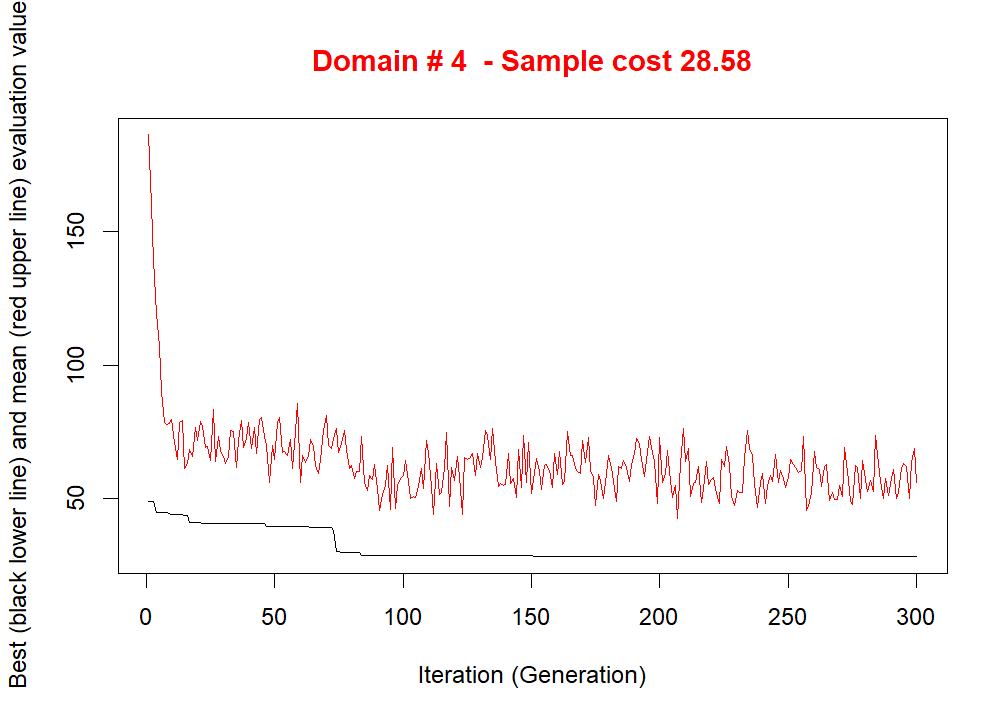 Domain # 4  - Sample cost 28.58
Best (black lower line) and mean (red upper line) evaluation value
150
100
50
0 50 100 150 200 250 300
Iteration (Generation)